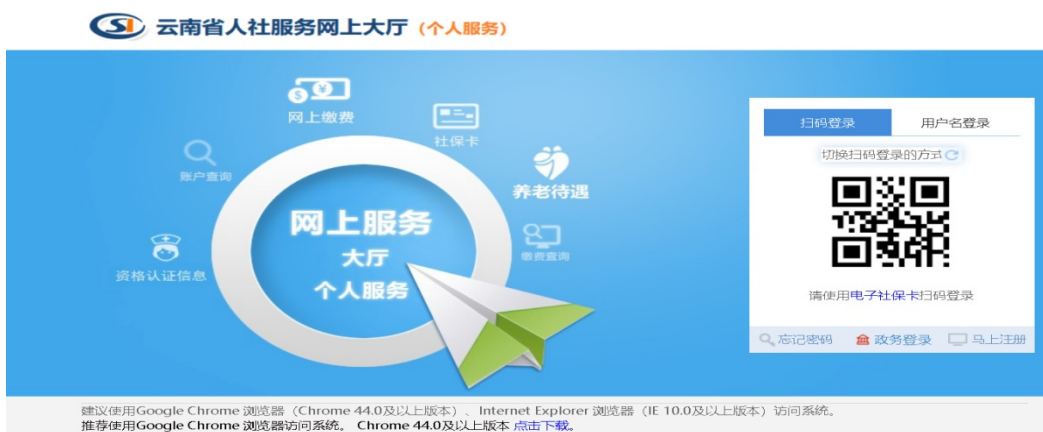 云南省人社服务网上大厅（个人服务）
网上缴费
社保卡
账户查询
养老待遇
网上服务
大厅
个人服务
缴费查询
资格认证信息
扫码登录 用户名登录
切换扫码登录的方式
请使用电子社保卡扫码登录
忘记密码 政务登录 马上注册
建议使用Google Chrome 浏览器（Chrome 44.0及以上版本）、Internet Explorer 浏览器（IE 10.0及以上版本）访问系统。
推荐使用Google Chrome 浏览器访问系统。 Chrome 44.0及以上版本 点击下载。